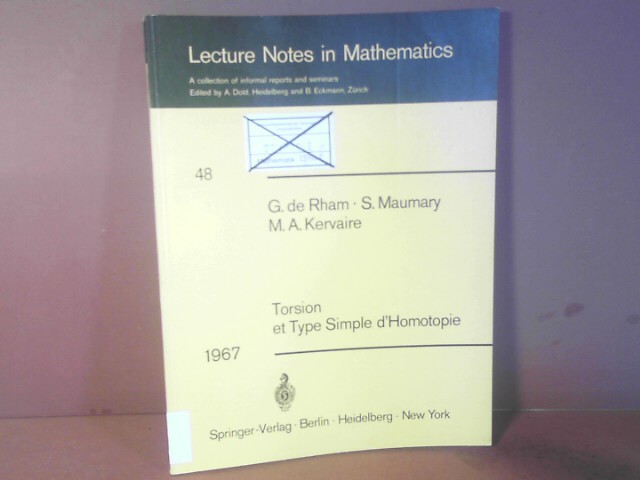 Lecture Notes in Mathematics
A collection of informal reports and seminars
Edited by A. Dold, Heidelberg and B. Eckmann, Zürich
48
G. de Rham · S. Maumary
M. A. Kervaire
Torsion
et Type Simple d'Homotopie
1967
Springer-Verlag · Berlin · Heidelberg · New York